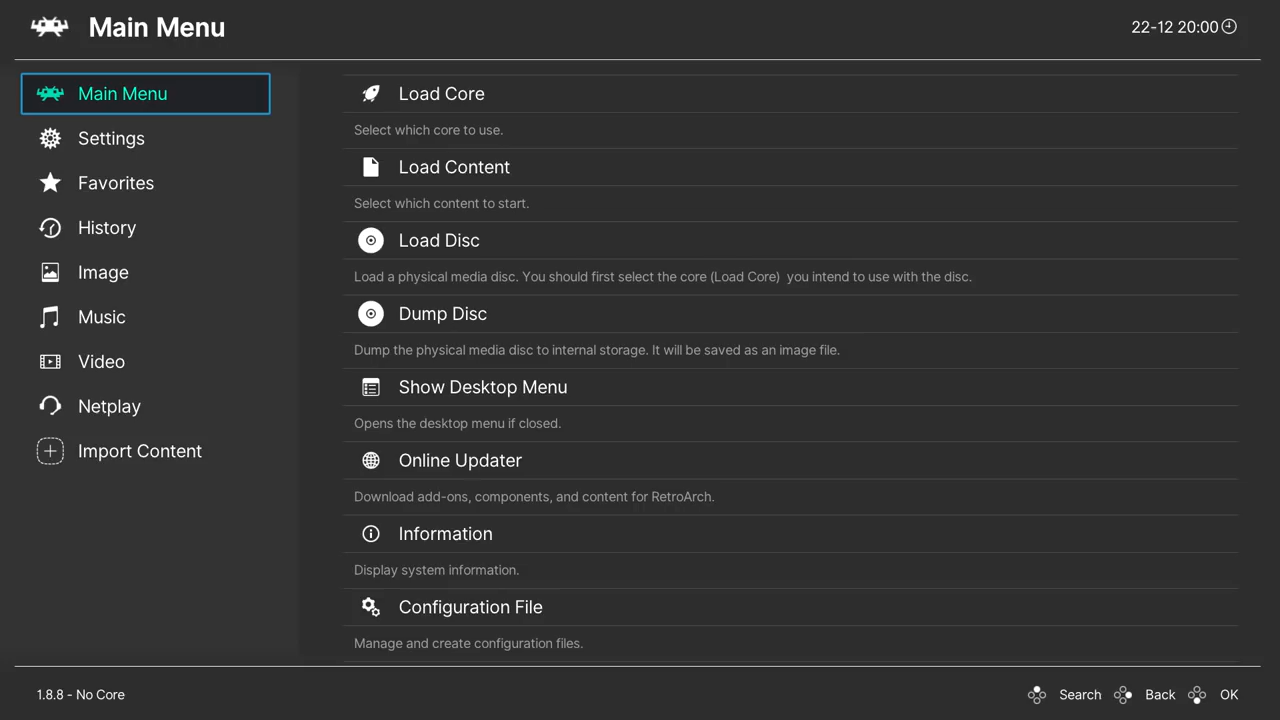 Main Menu
22-12 20:00
Main Menu
Settings
Favorites
History
Image
Music
Video
Netplay
Import Content
Load Core
Select which core to use.
Load Content
Select which content to start.
Load Disc
Load a physical media disc. You should first select the core (Load Core)  you intend to use with the disc.
Dump Disc
Dump the physical media disc to internal storage. It will be saved as an image file.
Show Desktop Menu
Opens the desktop menu if closed.
Online Updater
Download add-ons, components, and content for RetroArch.
Information
Display system information.
Configuration File
Manage and create configuration files.
1.8.8 - No Core
Search
Back
OK